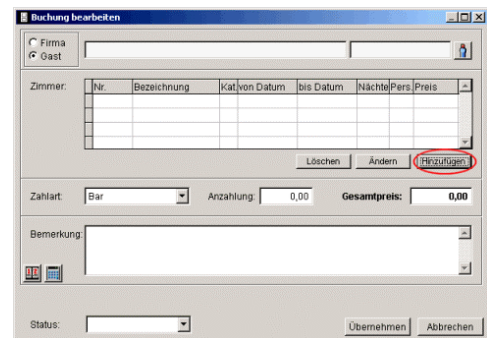 Buchung bearbeiten
Firma
Gast
Zimmer:
Nr. Bezeichnung Kat. von Datum bis Datum Nächte Pers. Preis
Löschen Ändern Hinzufügen
Zahlart: Bar Anzahlung: 0,00 Gesamtpreis: 0,00
Bemerkung:
Status:
Übernehmen Abbrechen